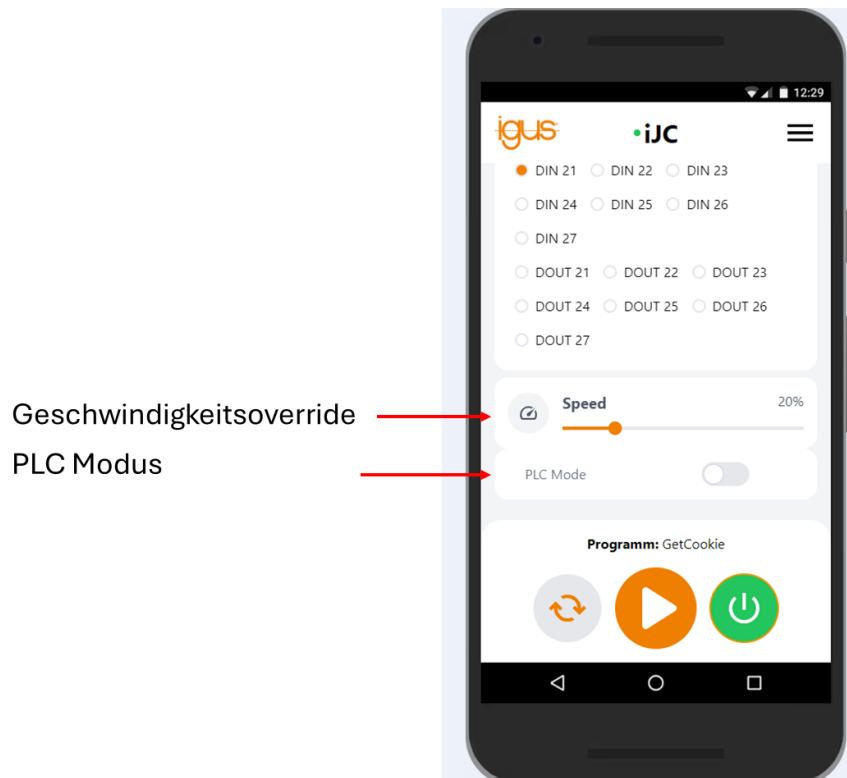 12:29
igus
iJC
DIN 21 DIN 22 DIN 23
DIN 24 DIN 25 DIN 26
DIN 27
DOUT 21 DOUT 22 DOUT 23
DOUT 24 DOUT 25 DOUT 26
DOUT 27
Geschwindigkeitsoverride
Speed 20%
PLC Modus
PLC Mode
Programm: GetCookie